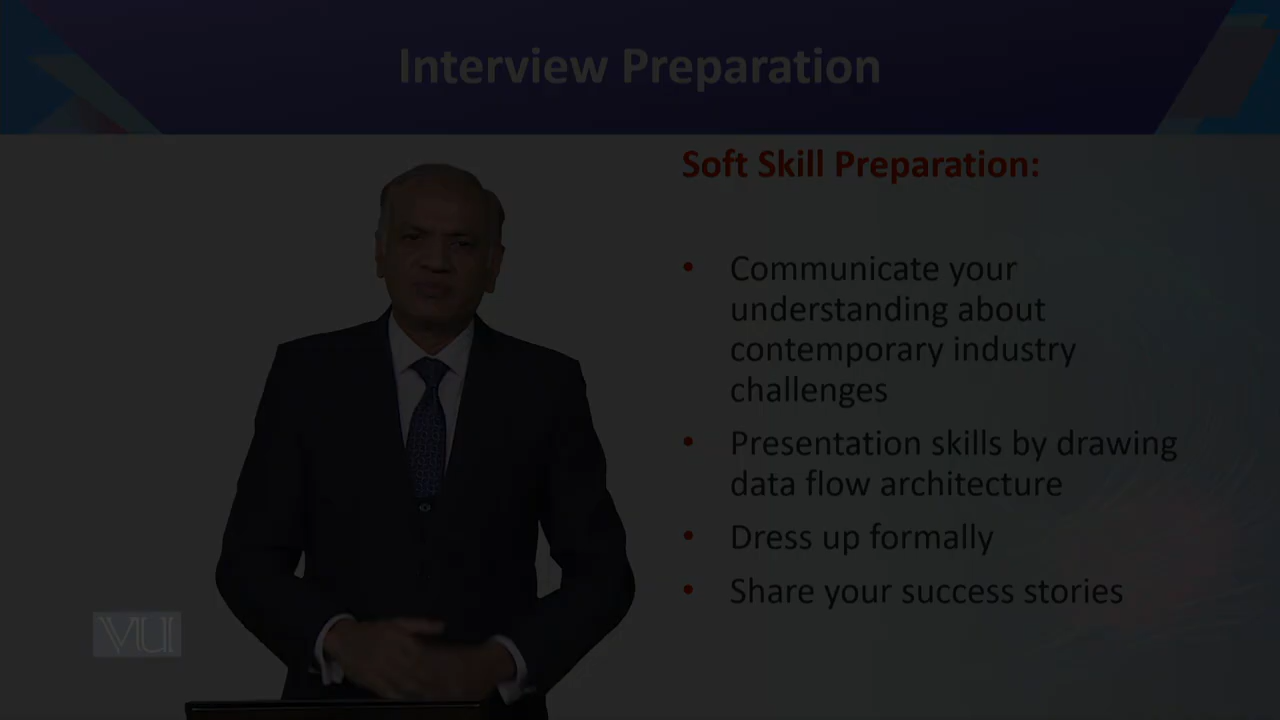 Interview Preparation
Soft Skill Preparation:
• Communicate your
understanding about
contemporary industry
challenges
• Presentation skills by drawing
data flow architecture
• Dress up formally
• Share your success stories
VU